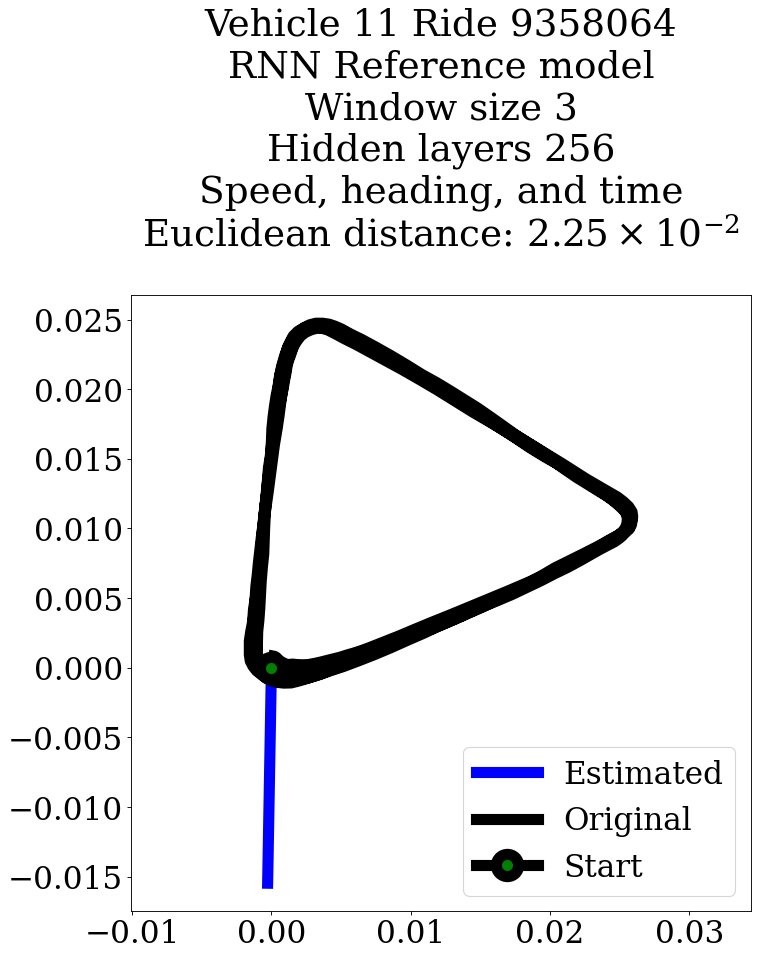 Vehicle 11 Ride 9358064
RNN Reference model
Window size 3
Hidden layers 256
Speed, heading, and time
Euclidean distance: 2.25 × 10⁻²
0.025
0.020
0.015
0.010
0.005
0.000
−0.005
−0.010
−0.015
Estimated
Original
Start
−0.01 0.00 0.01 0.02 0.03